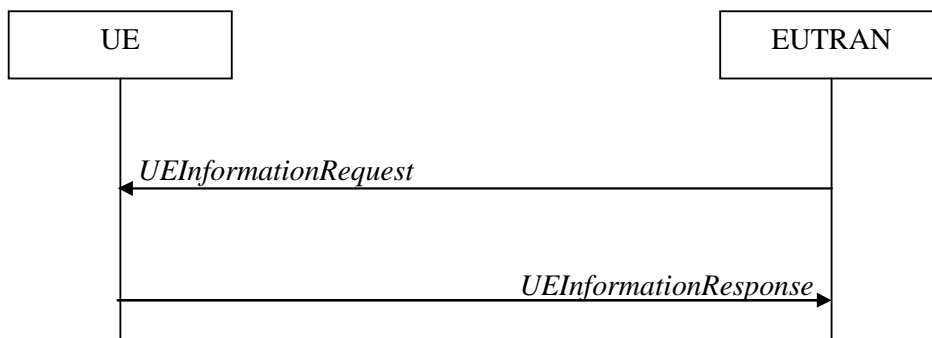 UE
EUTRAN
UEInformationRequest
UEInformationResponse